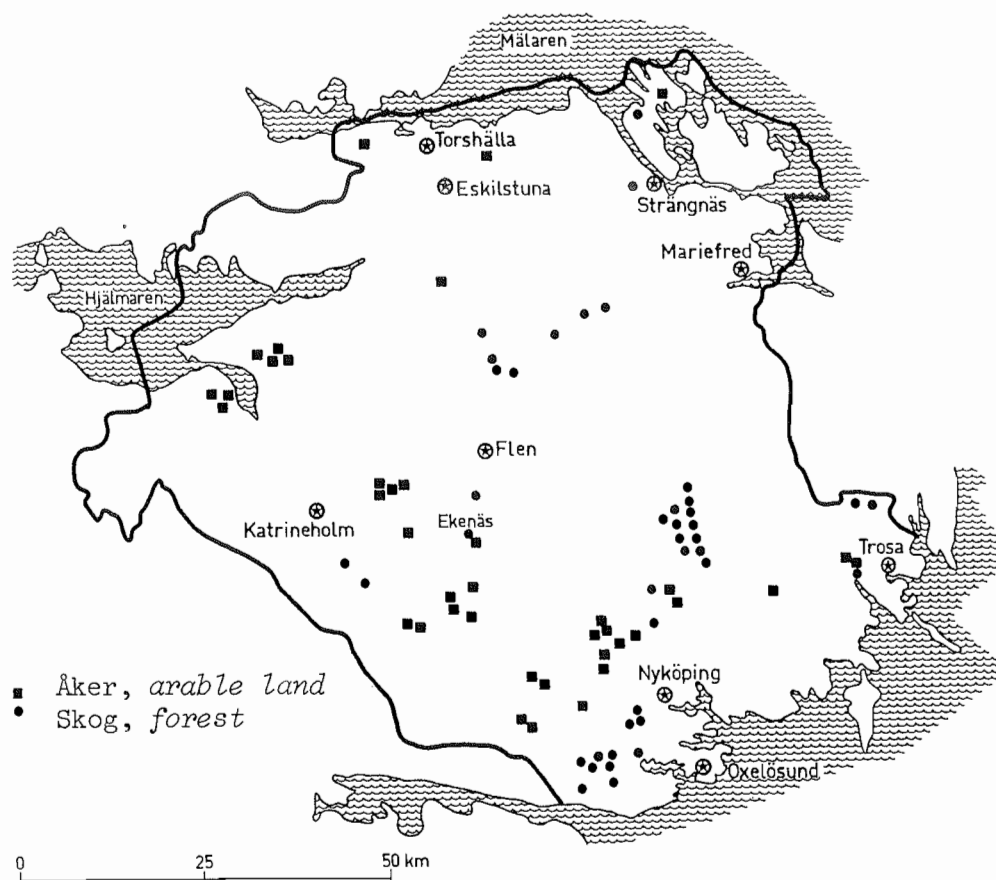 Mälaren
Torshälla
Eskilstuna
Strängnäs
Mariefred
Hjälmaren
Flen
Katrineholm
Ekenäs
Trosa
Nyköping
Oxelösund
Åker, arable land
Skog, forest
0 25 50 km